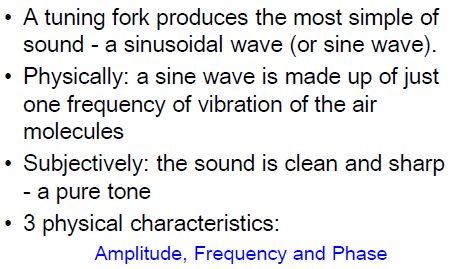 • A tuning fork produces the most simple of
sound - a sinusoidal wave (or sine wave).
• Physically: a sine wave is made up of just
one frequency of vibration of the air
molecules
• Subjectively: the sound is clean and sharp
- a pure tone
• 3 physical characteristics:
Amplitude, Frequency and Phase